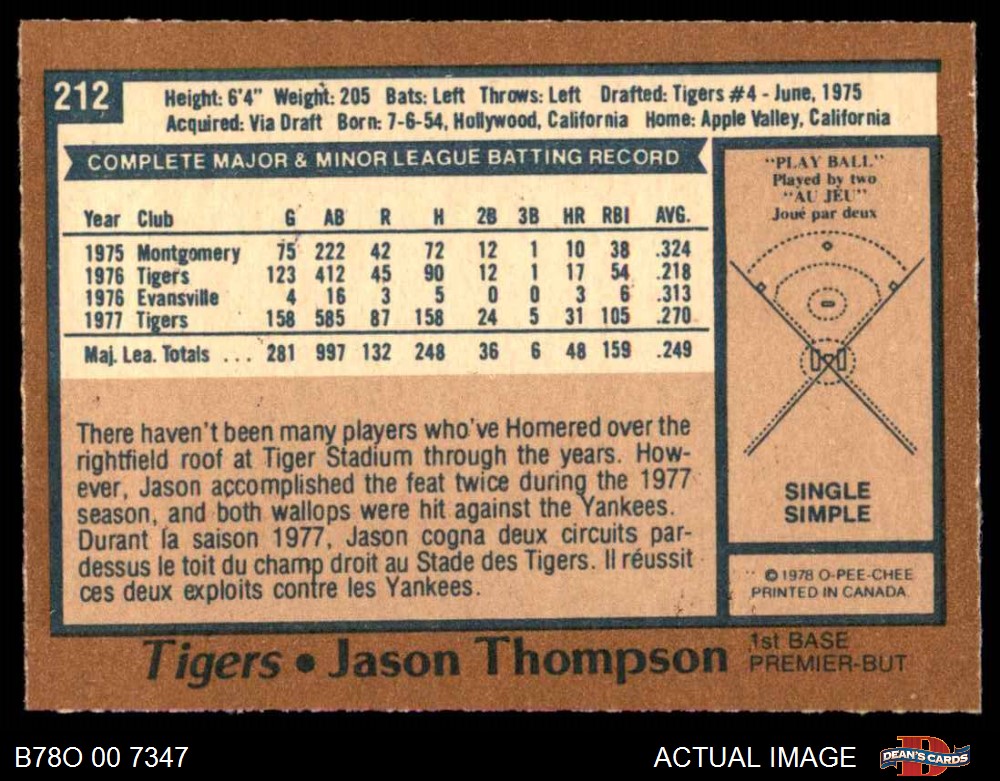 212
Height: 6'4" Weight: 205 Bats: Left Throws: Left Drafted: Tigers #4 - June, 1975
Acquired: Via Draft Born: 7-6-54, Hollywood, California Home: Apple Valley, California
COMPLETE MAJOR & MINOR LEAGUE BATTING RECORD
Year Club G AB R H 2B 3B HR RBI AVG.
1975 Montgomery 75 222 42 72 12 1 10 38 .324
1976 Tigers 123 412 45 90 12 1 17 54 .218
1976 Evansville 4 16 3 5 0 0 3 6 .313
1977 Tigers 158 585 87 158 24 5 31 105 .270
Maj. Lea. Totals ... 281 997 132 248 36 6 48 159 .249
There haven't been many players who've Homered over the
rightfield roof at Tiger Stadium through the years. How-
ever, Jason accomplished the feat twice during the 1977
season, and both wallops were hit against the Yankees.
Durant la saison 1977, Jason cogna deux circuits par-
dessus le toit du champ droit au Stade des Tigers. Il réussit
ces deux exploits contre les Yankees.
"PLAY BALL"
Played by two
"AU JEU"
Joué par deux
SINGLE
SIMPLE
© 1978 O-PEE-CHEE
PRINTED IN CANADA
Tigers • Jason Thompson
1st BASE
PREMIER-BUT
B78O 00 7347
ACTUAL IMAGE
DEAN'S CARDS